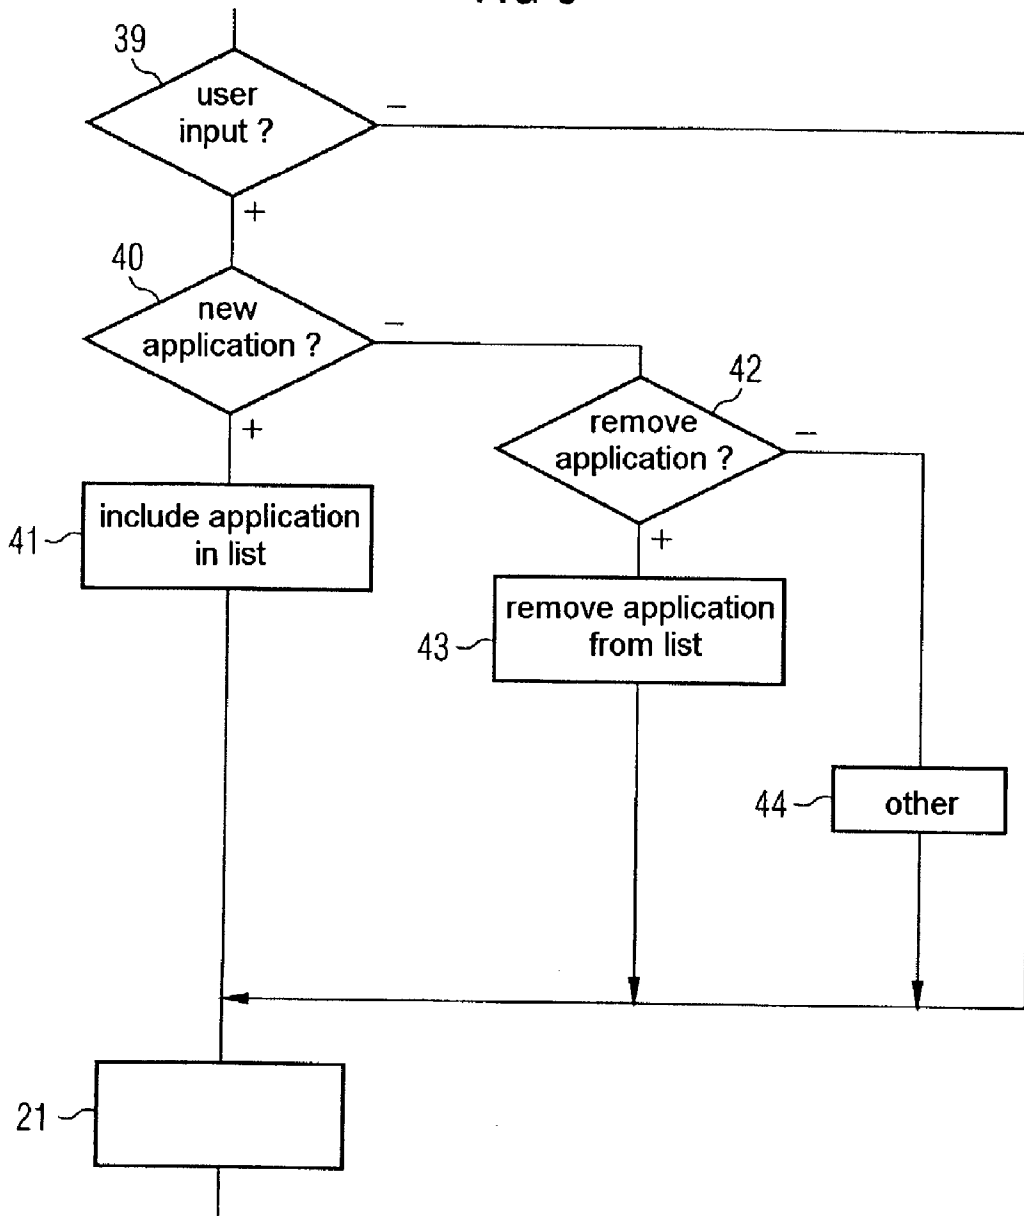 39
user
input ?
−
+
40
new
application ?
−
+
42
remove
application ?
−
+
41
include application
in list
43
remove application
from list
44
other
21